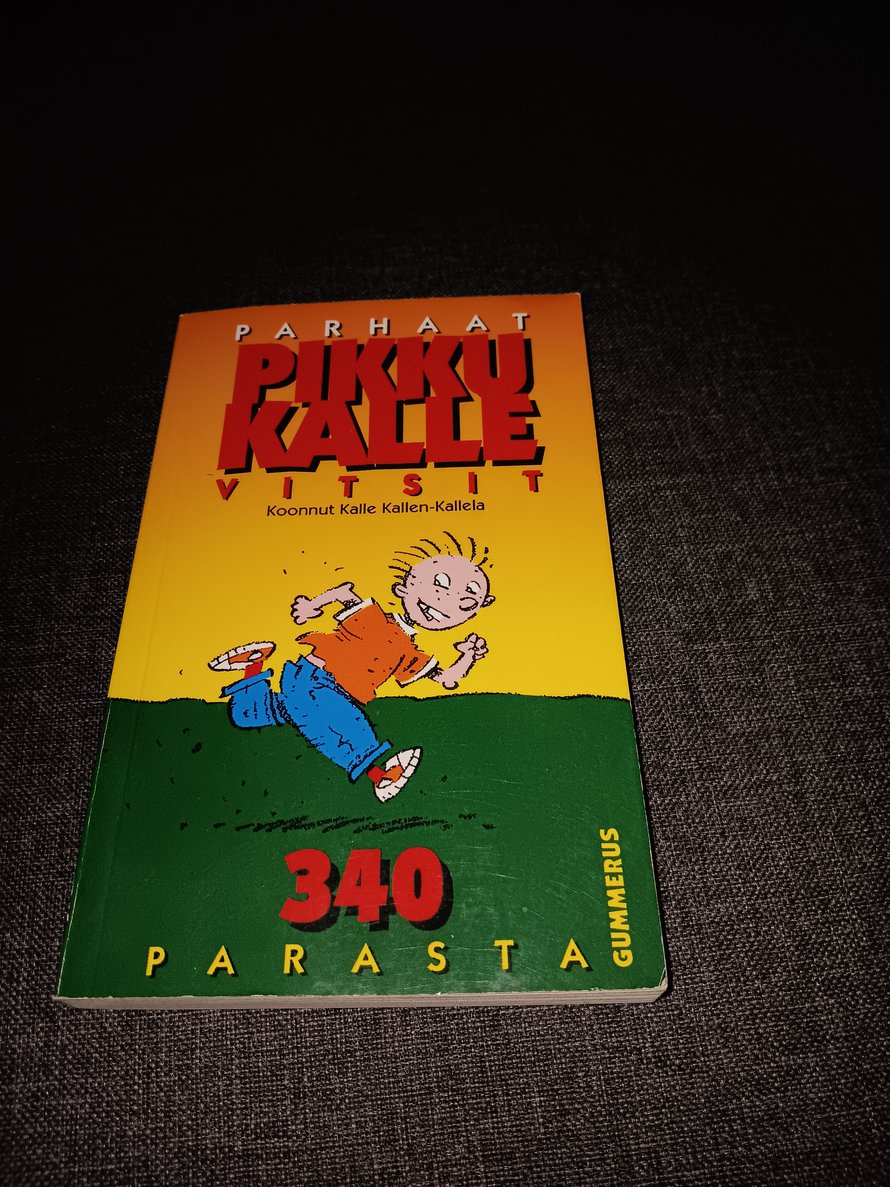 PARHAAT
PIKKU
KALLE
VITSIT
Koonnut Kalle Kallen-Kallela
340
PARASTA
GUMMERUS